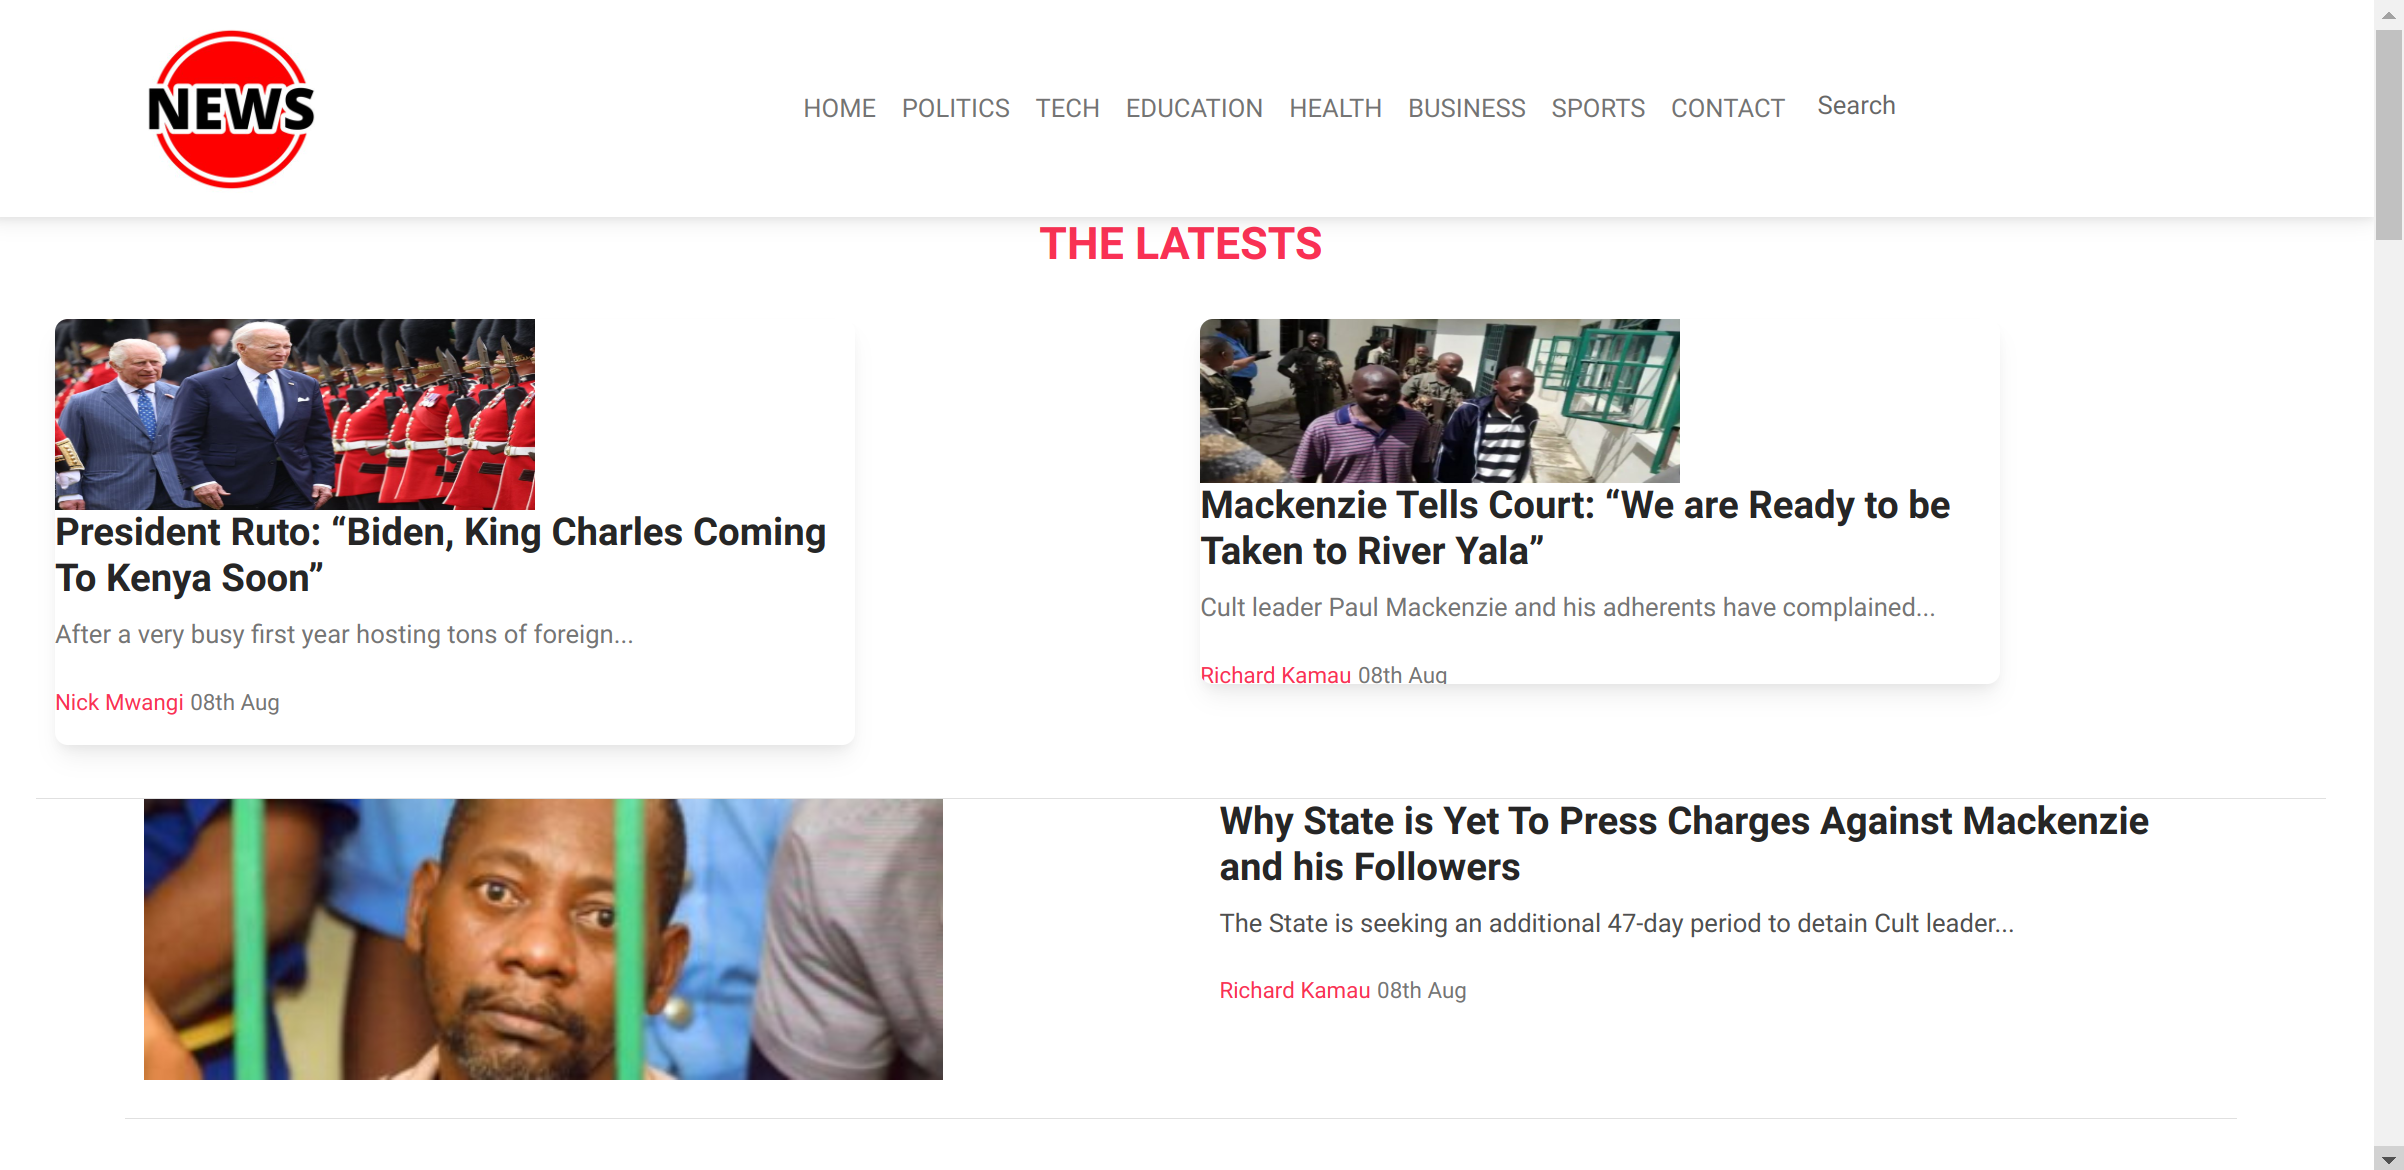 NEWS
HOME POLITICS TECH EDUCATION HEALTH BUSINESS SPORTS CONTACT Search
THE LATESTS
President Ruto: “Biden, King Charles Coming
To Kenya Soon”
After a very busy first year hosting tons of foreign...
Nick Mwangi 08th Aug
Mackenzie Tells Court: “We are Ready to be
Taken to River Yala”
Cult leader Paul Mackenzie and his adherents have complained...
Richard Kamau 08th Aug
Why State is Yet To Press Charges Against Mackenzie
and his Followers
The State is seeking an additional 47-day period to detain Cult leader...
Richard Kamau 08th Aug